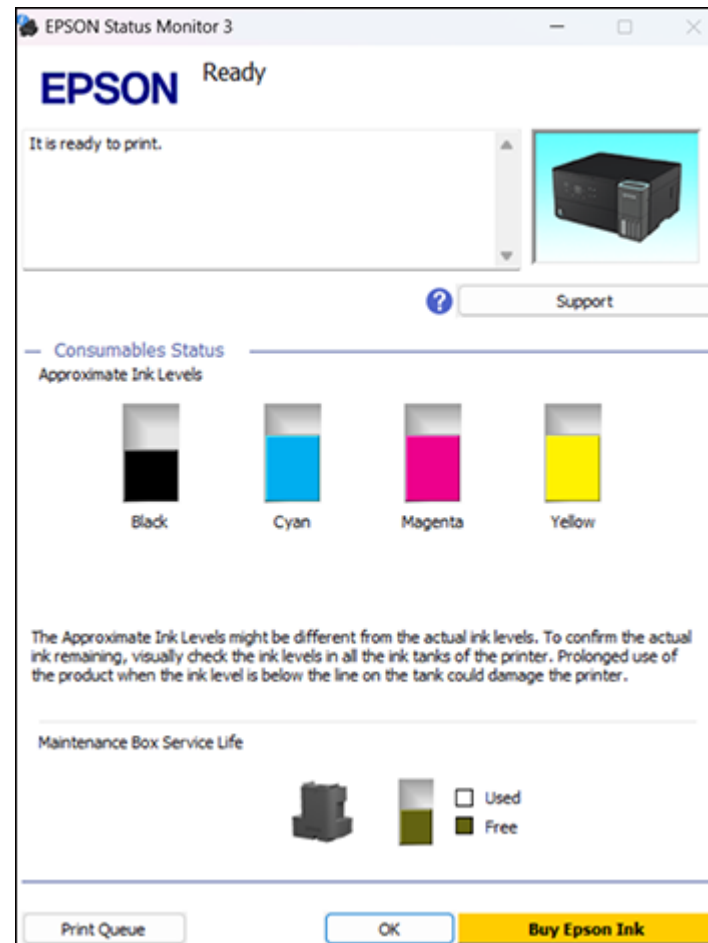 EPSON Status Monitor 3
EPSON
Ready
It is ready to print.
Support
Consumables Status
Approximate Ink Levels
Black Cyan Magenta Yellow
The Approximate Ink Levels might be different from the actual ink levels. To confirm the actual
ink remaining, visually check the ink levels in all the ink tanks of the printer. Prolonged use of
the product when the ink level is below the line on the tank could damage the printer.
Maintenance Box Service Life
Used
Free
Print Queue OK Buy Epson Ink